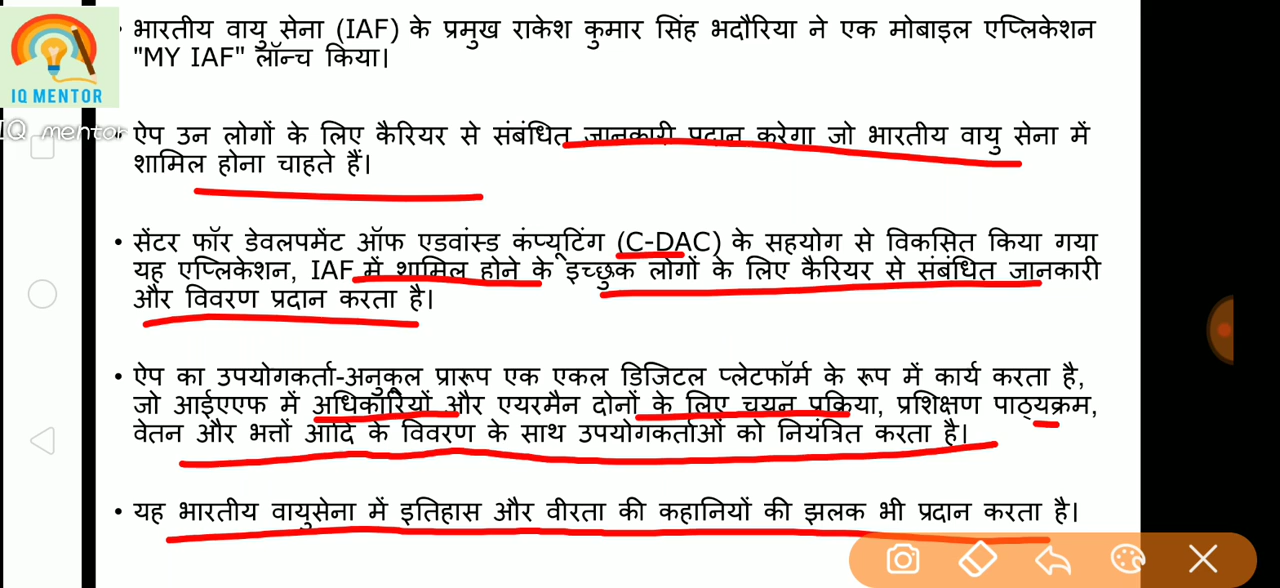 • भारतीय वायु सेना (IAF) के प्रमुख राकेश कुमार सिंह भदौरिया ने एक मोबाइल एप्लिकेशन
"MY IAF" लॉन्च किया।
IQ MENTOR
IQ mentor
• ऐप उन लोगों के लिए कैरियर से संबंधित जानकारी प्रदान करेगा जो भारतीय वायु सेना में
शामिल होना चाहते हैं।
• सेंटर फॉर डेवलपमेंट ऑफ एडवांस्ड कंप्यूटिंग (C-DAC) के सहयोग से विकसित किया गया
यह एप्लिकेशन, IAF में शामिल होने के इच्छुक लोगों के लिए कैरियर से संबंधित जानकारी
और विवरण प्रदान करता है।
• ऐप का उपयोगकर्ता-अनुकूल प्रारूप एक एकल डिजिटल प्लेटफॉर्म के रूप में कार्य करता है,
जो आईएएफ में अधिकारियों और एयरमैन दोनों के लिए चयन प्रक्रिया, प्रशिक्षण पाठ्यक्रम,
वेतन और भत्तों आदि के विवरण के साथ उपयोगकर्ताओं को नियंत्रित करता है।
• यह भारतीय वायुसेना में इतिहास और वीरता की कहानियों की झलक भी प्रदान करता है।